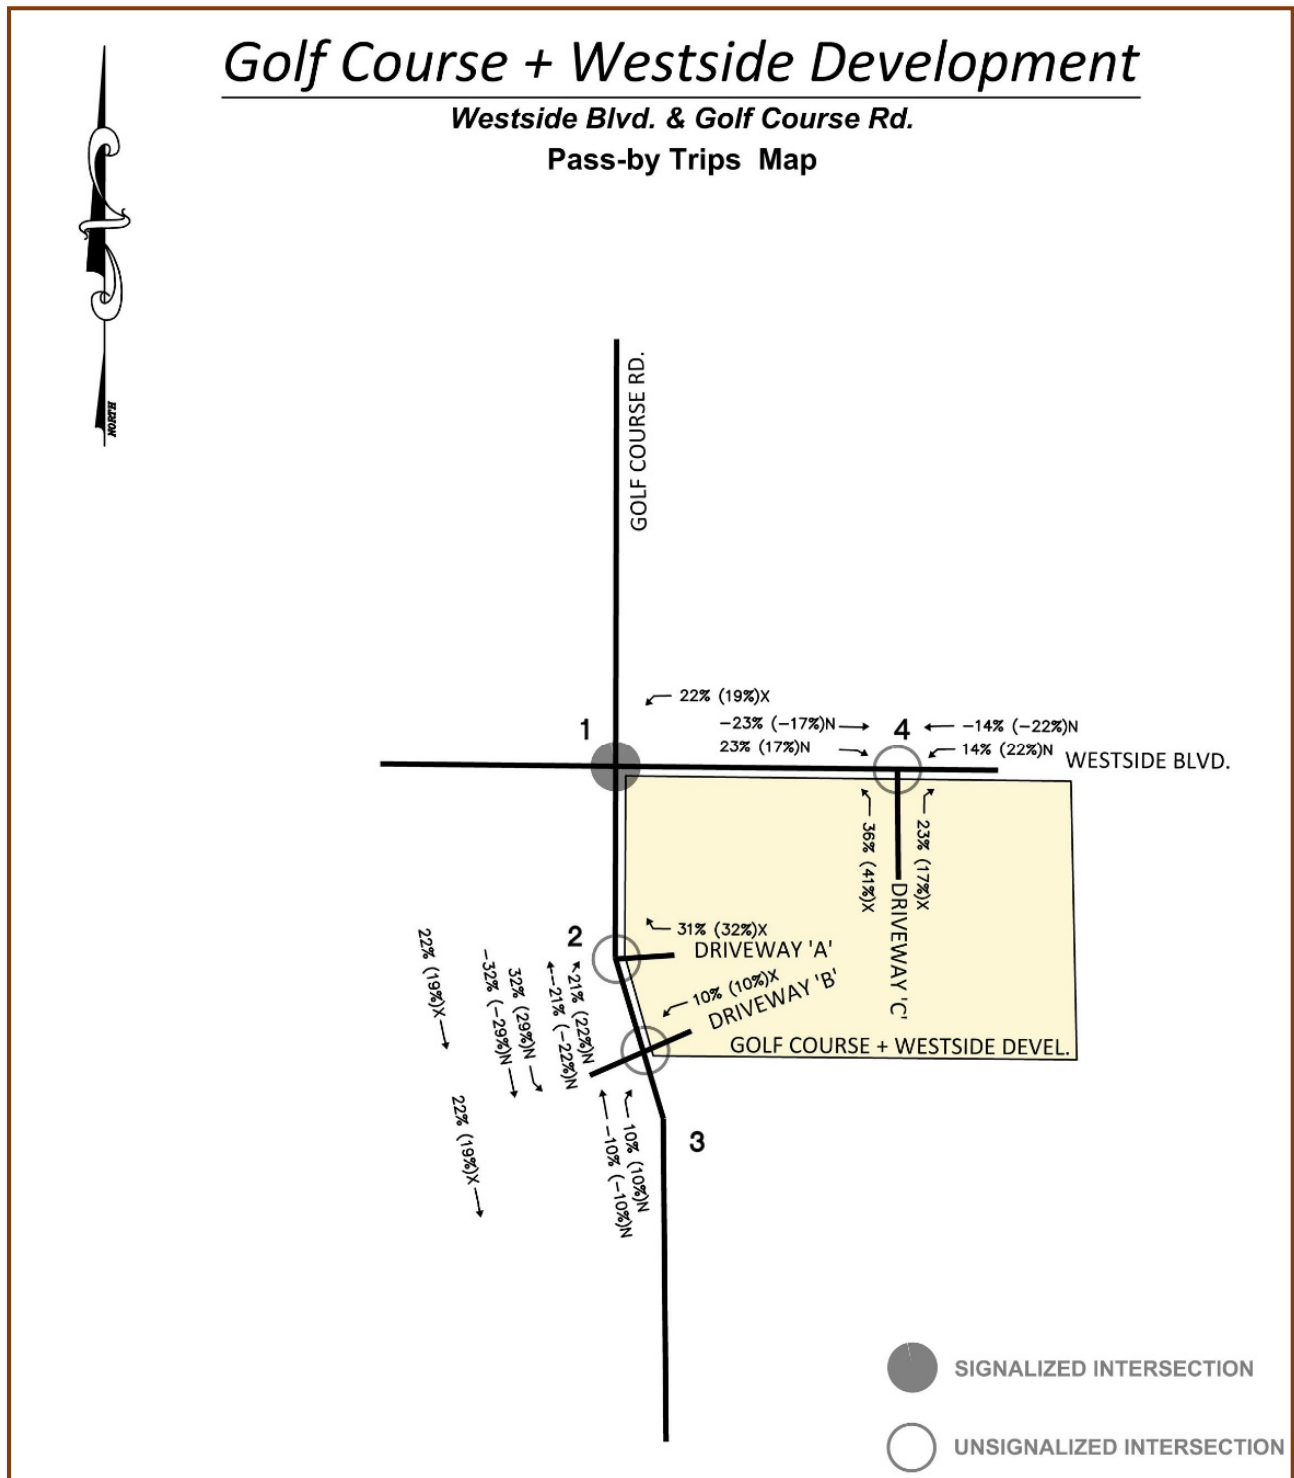 Golf Course + Westside Development
Westside Blvd. & Golf Course Rd.
Pass-by Trips Map
NORTH
GOLF COURSE RD.
22% (19%)X
1
-23% (-17%)N
4
-14% (-22%)N
23% (17%)N
14% (22%)N
WESTSIDE BLVD.
36% (41%)X
23% (17%)X
DRIVEWAY 'C'
2
31% (32%)X
DRIVEWAY 'A'
22% (19%)X
-32% (-29%)N
32% (29%)N
-21% (-22%)N
21% (22%)N
10% (10%)X
DRIVEWAY 'B'
GOLF COURSE + WESTSIDE DEVEL.
22% (19%)X
-10% (-10%)N
10% (10%)N
3
SIGNALIZED INTERSECTION
UNSIGNALIZED INTERSECTION